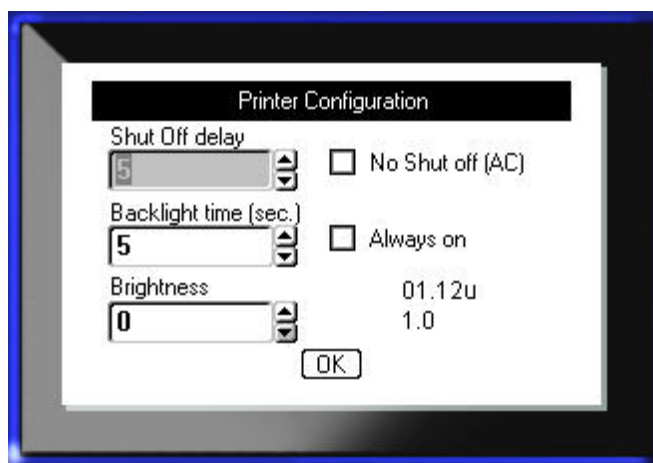 Printer Configuration
Shut Off delay
5
No Shut off (AC)
Backlight time (sec.)
5
Always on
Brightness
0
01.12u
1.0
OK